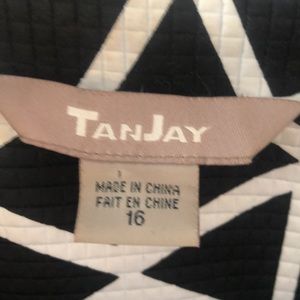 TANJAY
MADE IN CHINA
FAIT EN CHINE
16